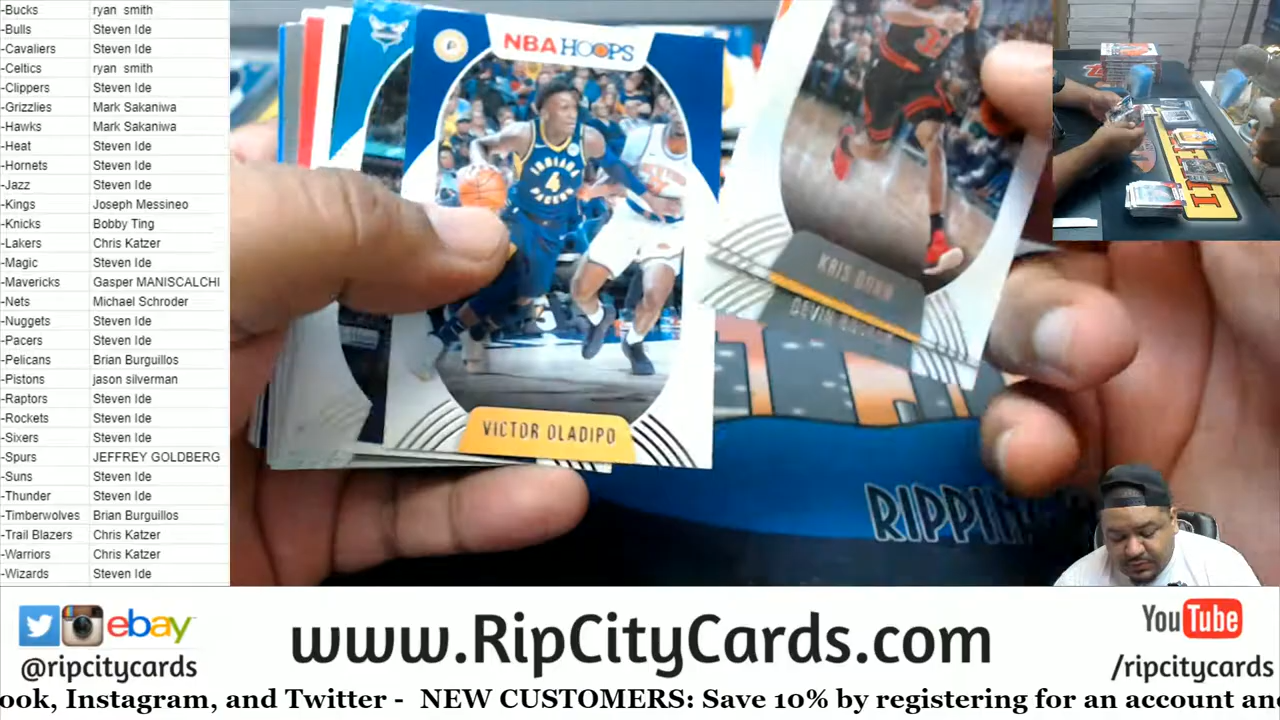 -Bucks ryan smith
-Bulls Steven Ide
-Cavaliers Steven Ide
-Celtics ryan smith
-Clippers Steven Ide
-Grizzlies Mark Sakaniwa
-Hawks Mark Sakaniwa
-Heat Steven Ide
-Hornets Steven Ide
-Jazz Steven Ide
-Kings Joseph Messineo
-Knicks Bobby Ting
-Lakers Chris Katzer
-Magic Steven Ide
-Mavericks Gasper MANISCALCHI
-Nets Michael Schroder
-Nuggets Steven Ide
-Pacers Steven Ide
-Pelicans Brian Burguillos
-Pistons jason silverman
-Raptors Steven Ide
-Rockets Steven Ide
-Sixers Steven Ide
-Spurs JEFFREY GOLDBERG
-Suns Steven Ide
-Thunder Steven Ide
-Timberwolves Brian Burguillos
-Trail Blazers Chris Katzer
-Warriors Chris Katzer
-Wizards Steven Ide
NBA HOOPS
INDIANA
4
PACERS
VICTOR OLADIPO
KRIS DUNN
DEVIN
RIPPIN
ebay
@ripcitycards
www.RipCityCards.com
YouTube
/ripcitycards
ook, Instagram, and Twitter - NEW CUSTOMERS: Save 10% by registering for an account and